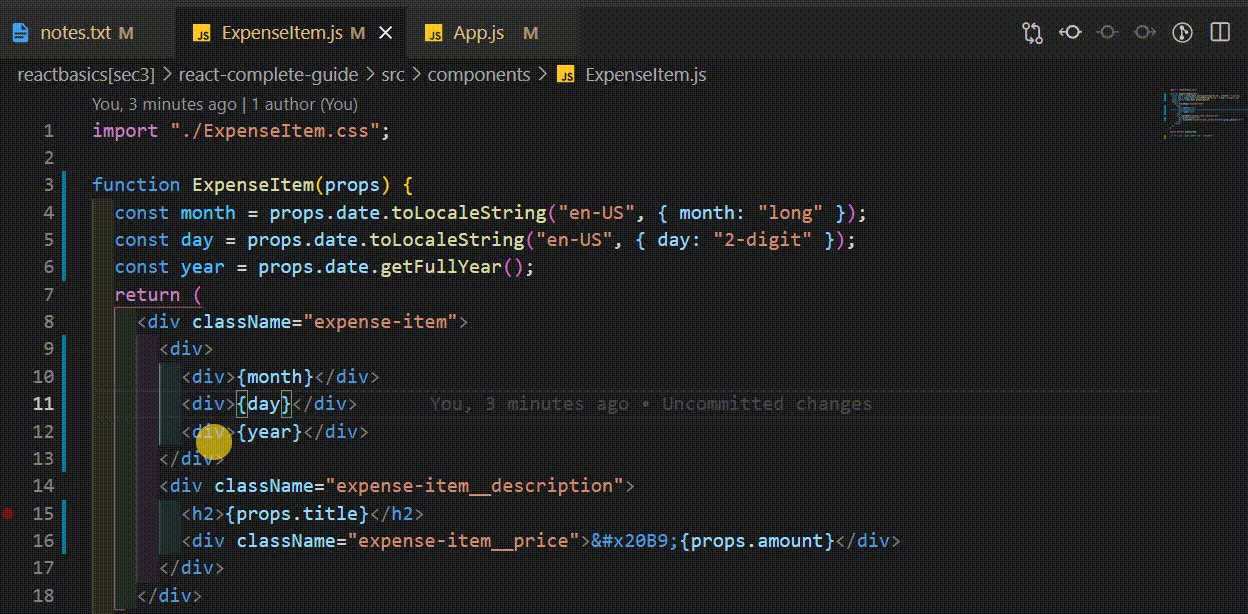 notes.txt M JS ExpenseItem.js M JS App.js M
reactbasics[sec3] > react-complete-guide > src > components > JS ExpenseItem.js
You, 3 minutes ago | 1 author (You)
1 import "./ExpenseItem.css";
2
3 function ExpenseItem(props) {
4 const month = props.date.toLocaleString("en-US", { month: "long" });
5 const day = props.date.toLocaleString("en-US", { day: "2-digit" });
6 const year = props.date.getFullYear();
7 return (
8 <div className="expense-item">
9 <div>
10 <div>{month}</div>
11 <div>{day}</div> You, 3 minutes ago • Uncommitted changes
12 <div>{year}</div>
13 </div>
14 <div className="expense-item__description">
15 <h2>{props.title}</h2>
16 <div className="expense-item__price">&#x20B9;{props.amount}</div>
17 </div>
18 </div>